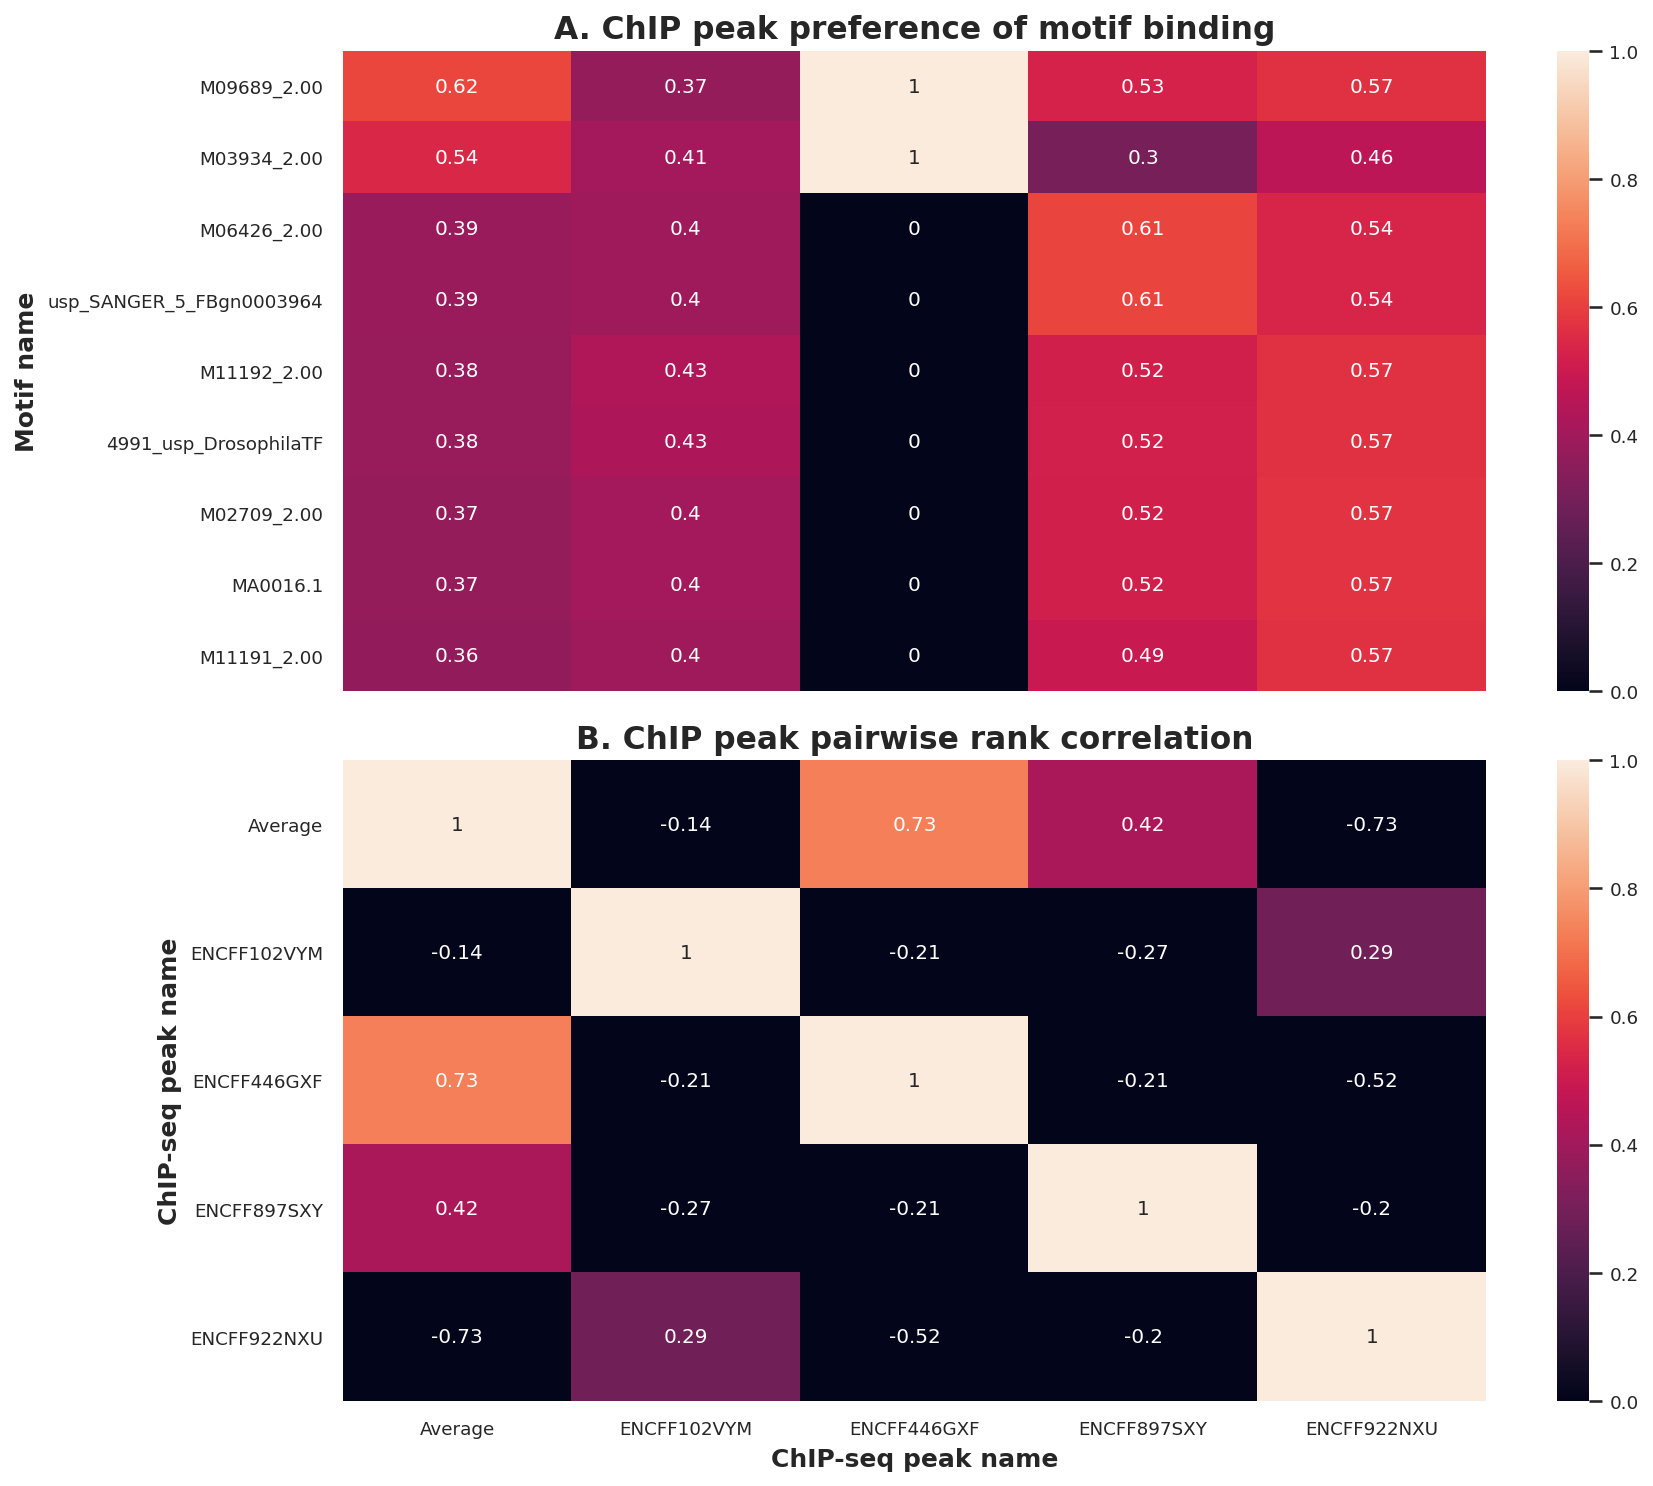 A. ChIP peak preference of motif binding
Motif name
M09689_2.00 0.62 0.37 1 0.53 0.57
M03934_2.00 0.54 0.41 1 0.3 0.46
M06426_2.00 0.39 0.4 0 0.61 0.54
usp_SANGER_5_FBgn0003964 0.39 0.4 0 0.61 0.54
M11192_2.00 0.38 0.43 0 0.52 0.57
4991_usp_DrosophilaTF 0.38 0.43 0 0.52 0.57
M02709_2.00 0.37 0.4 0 0.52 0.57
MA0016.1 0.37 0.4 0 0.52 0.57
M11191_2.00 0.36 0.4 0 0.49 0.57
1.0
0.8
0.6
0.4
0.2
0.0
B. ChIP peak pairwise rank correlation
ChIP-seq peak name
Average 1 -0.14 0.73 0.42 -0.73
ENCFF102VYM -0.14 1 -0.21 -0.27 0.29
ENCFF446GXF 0.73 -0.21 1 -0.21 -0.52
ENCFF897SXY 0.42 -0.27 -0.21 1 -0.2
ENCFF922NXU -0.73 0.29 -0.52 -0.2 1
Average ENCFF102VYM ENCFF446GXF ENCFF897SXY ENCFF922NXU
ChIP-seq peak name
1.0
0.8
0.6
0.4
0.2
0.0